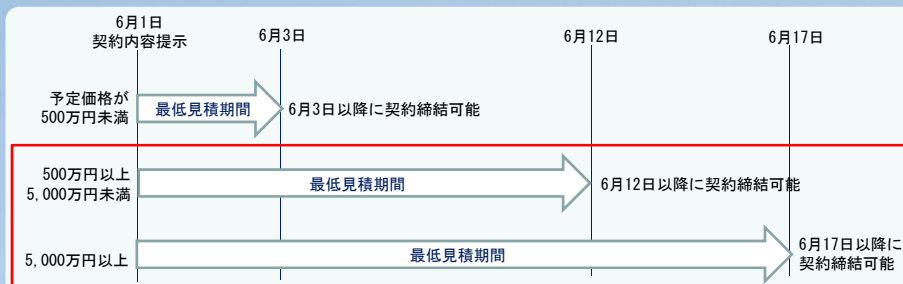 6月1日
契約内容提示
6月3日
6月12日
6月17日
予定価格が
500万円未満
最低見積期間
6月3日以降に契約締結可能
500万円以上
5,000万円未満
最低見積期間
6月12日以降に契約締結可能
5,000万円以上
最低見積期間
6月17日以降に
契約締結可能